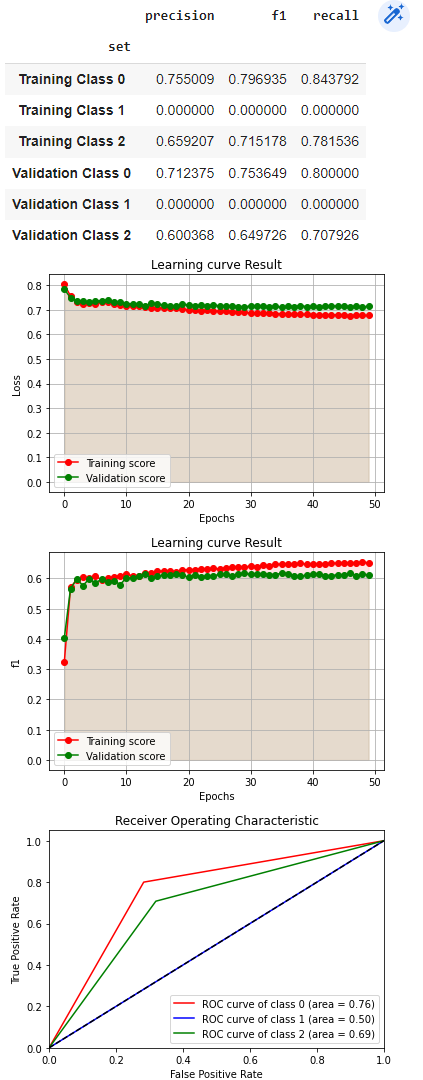 precision f1 recall
set
Training Class 0 0.755009 0.796935 0.843792
Training Class 1 0.000000 0.000000 0.000000
Training Class 2 0.659207 0.715178 0.781536
Validation Class 0 0.712375 0.753649 0.800000
Validation Class 1 0.000000 0.000000 0.000000
Validation Class 2 0.600368 0.649726 0.707926
Learning curve Result
0.8
0.7
0.6
0.5
0.4
0.3
0.2
0.1
0.0
Loss
Training score
Validation score
0 10 20 30 40 50
Epochs
Learning curve Result
0.6
0.5
0.4
0.3
0.2
0.1
0.0
f1
Training score
Validation score
0 10 20 30 40 50
Epochs
Receiver Operating Characteristic
1.0
0.8
0.6
0.4
0.2
0.0
True Positive Rate
ROC curve of class 0 (area = 0.76)
ROC curve of class 1 (area = 0.50)
ROC curve of class 2 (area = 0.69)
0.0 0.2 0.4 0.6 0.8 1.0
False Positive Rate